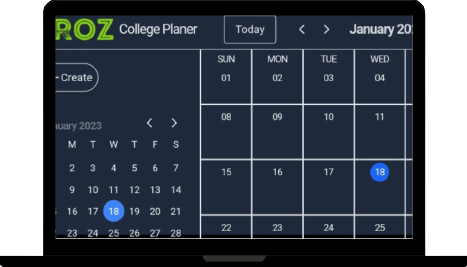 ROZ College Planer Today < > January 20
Create
SUN MON TUE WED
01 02 03 04
uary 2023 < >
08 09 10 11
M T W T F S
2 3 4 5 6 7
15 16 17 18
9 10 11 12 13 14
16 17 18 19 20 21
22 23 24 25
23 24 25 26 27 28